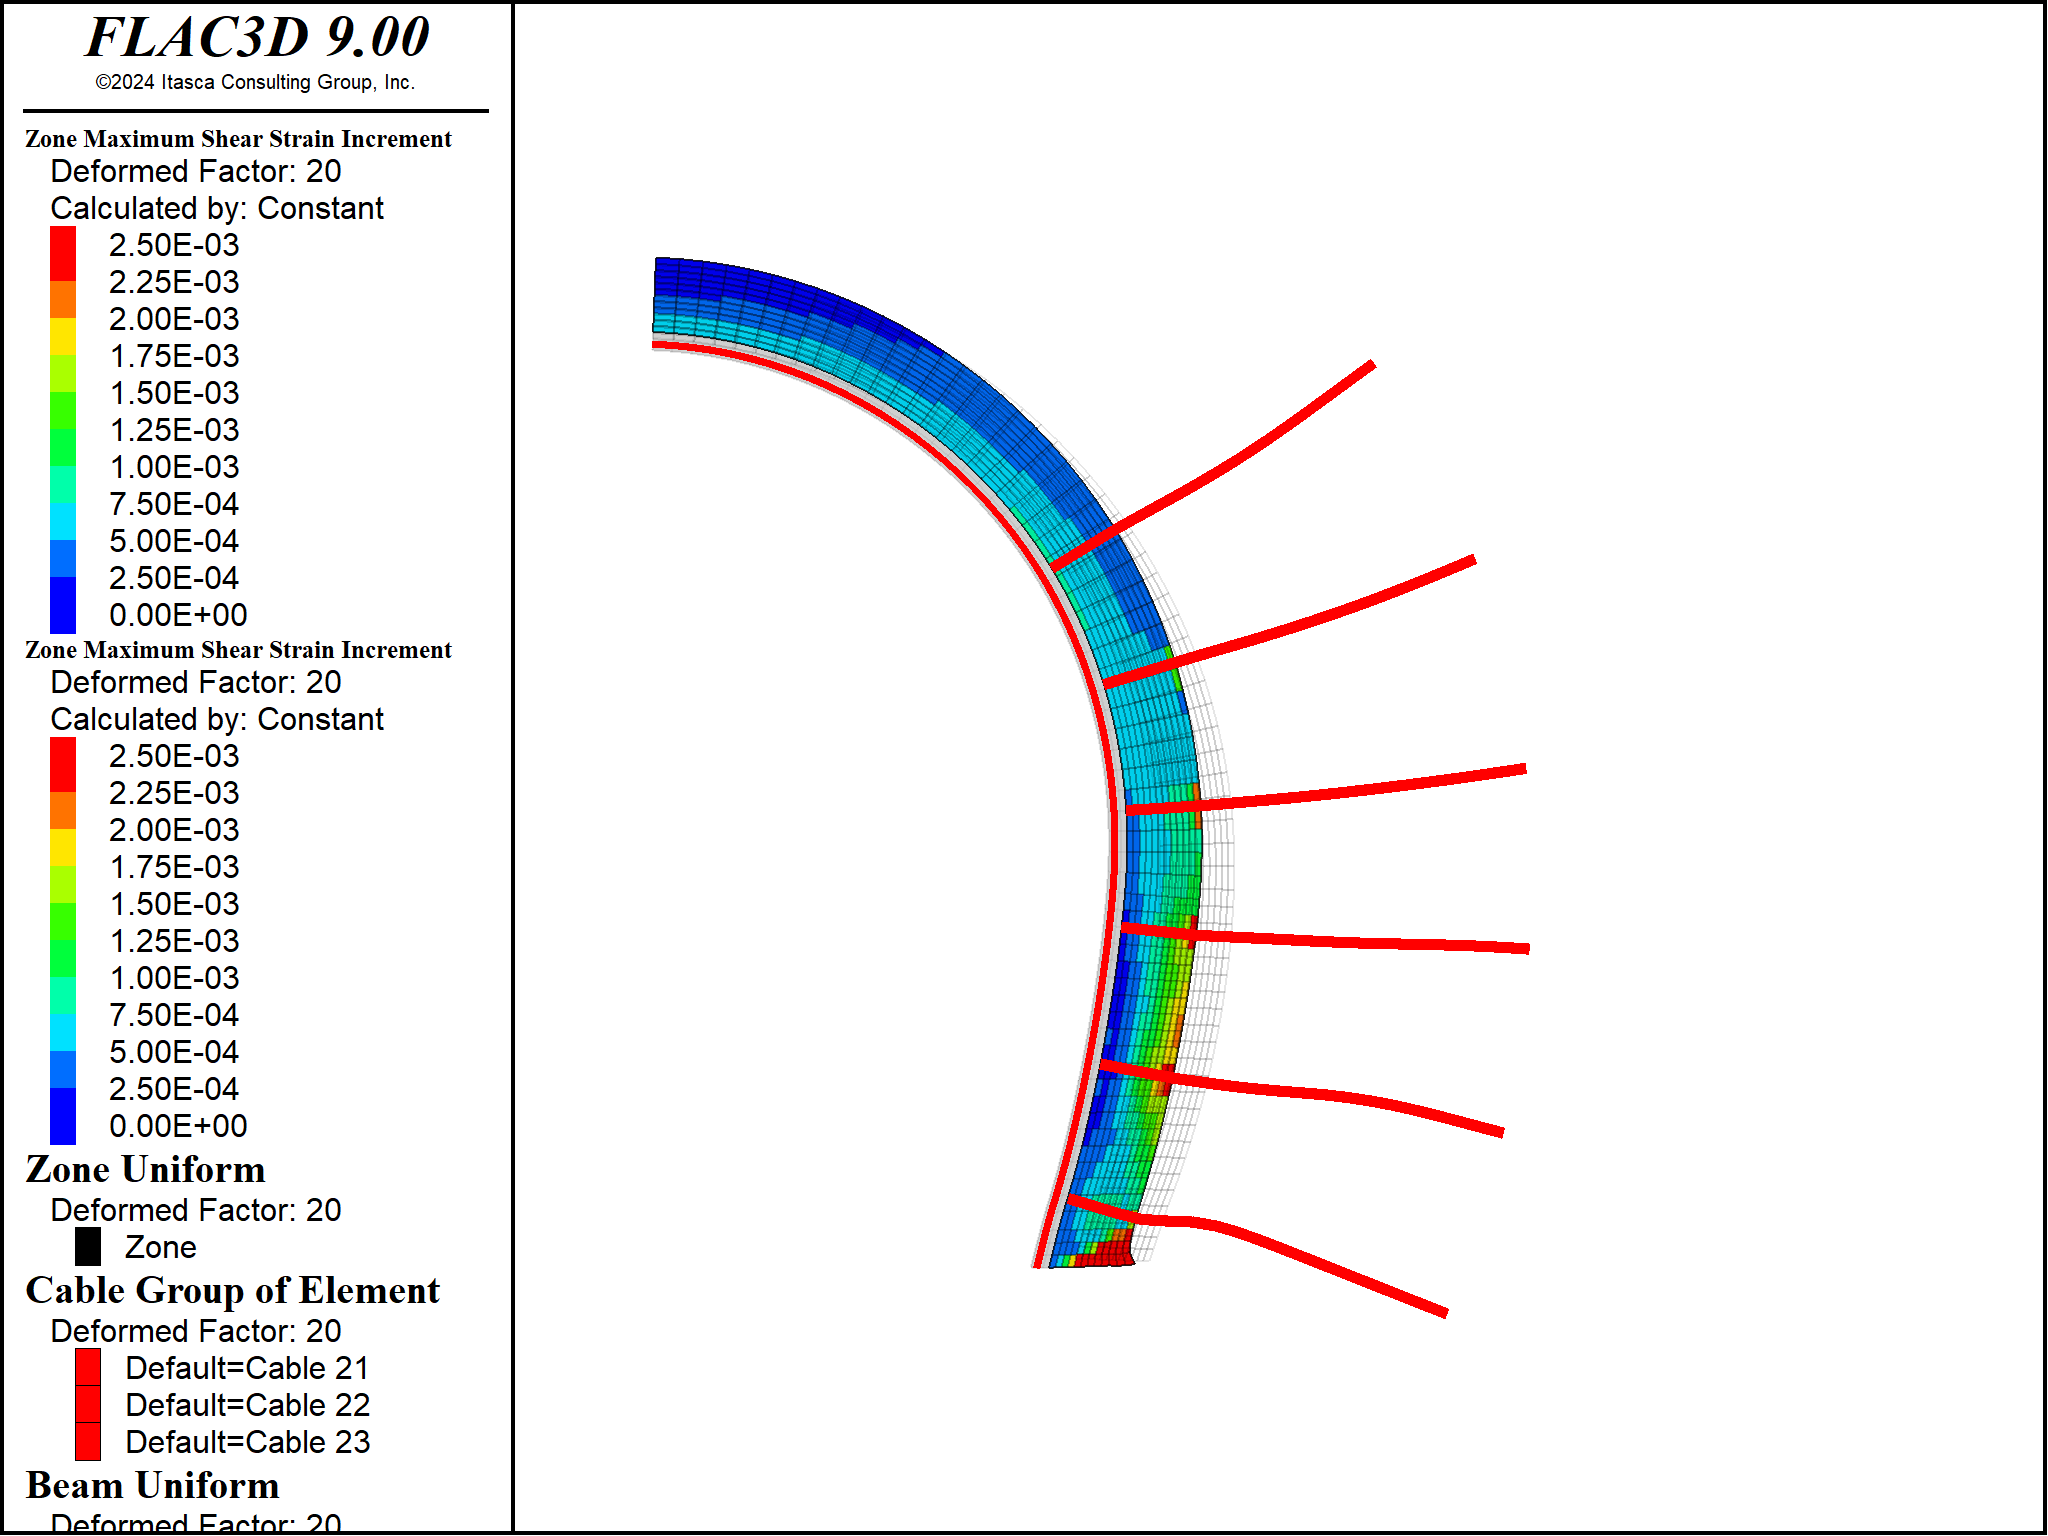 FLAC3D 9.00
©2024 Itasca Consulting Group, Inc.
Zone Maximum Shear Strain Increment
Deformed Factor: 20
Calculated by: Constant
2.50E-03
2.25E-03
2.00E-03
1.75E-03
1.50E-03
1.25E-03
1.00E-03
7.50E-04
5.00E-04
2.50E-04
0.00E+00
Zone Maximum Shear Strain Increment
Deformed Factor: 20
Calculated by: Constant
2.50E-03
2.25E-03
2.00E-03
1.75E-03
1.50E-03
1.25E-03
1.00E-03
7.50E-04
5.00E-04
2.50E-04
0.00E+00
Zone Uniform
Deformed Factor: 20
Zone
Cable Group of Element
Deformed Factor: 20
Default=Cable 21
Default=Cable 22
Default=Cable 23
Beam Uniform
Deformed Factor: 20